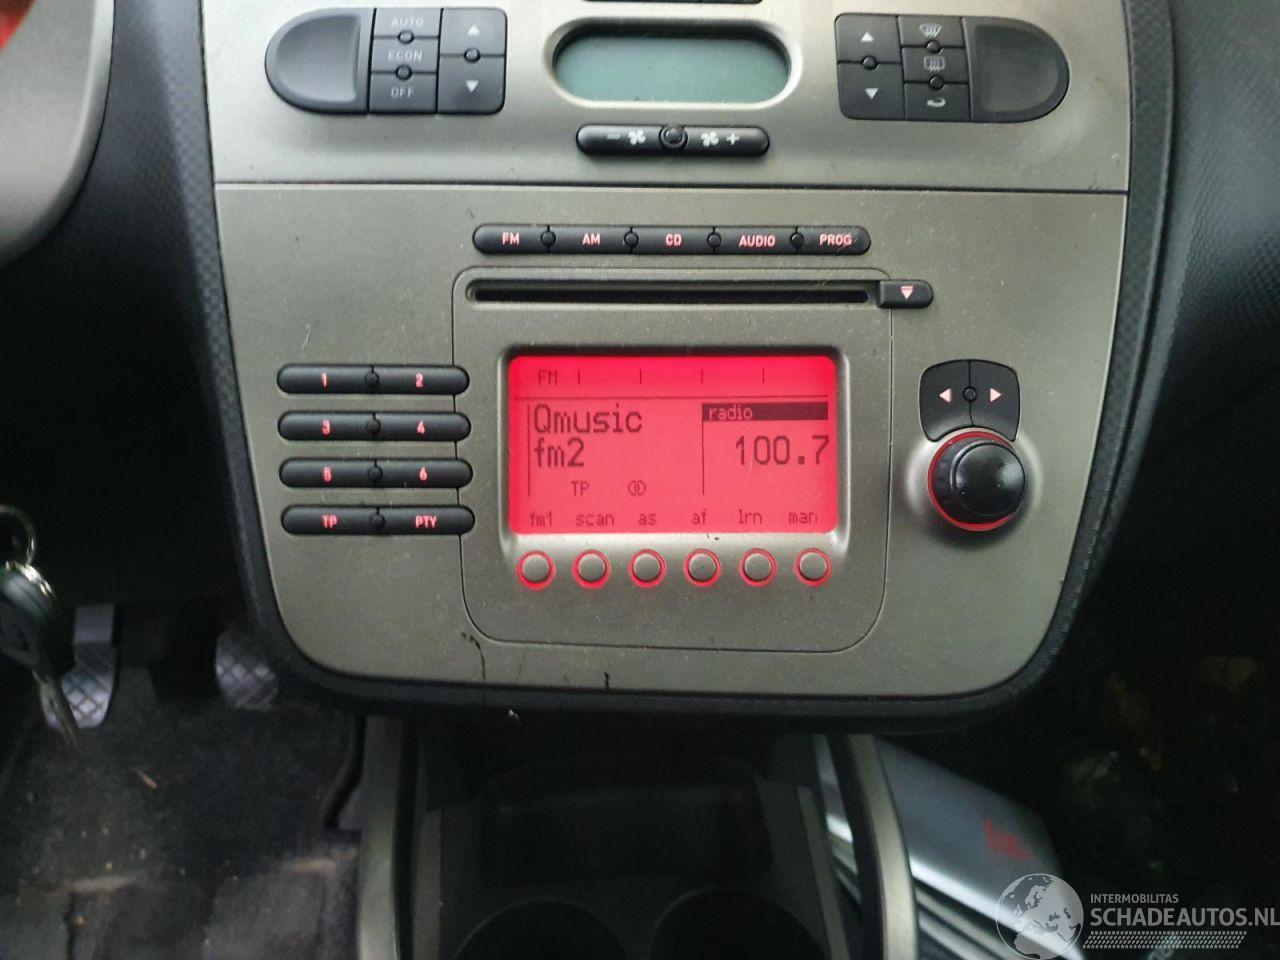 AUTO
ECON
OFF
− +
FM AM CD AUDIO PROG
1 2
3 4
5 6
TP PTY
FM
Qmusic radio
fm2 100.7
TP
fm1 scan as af lrn man
INTERMOBILITAS
SCHADEAUTOS.NL